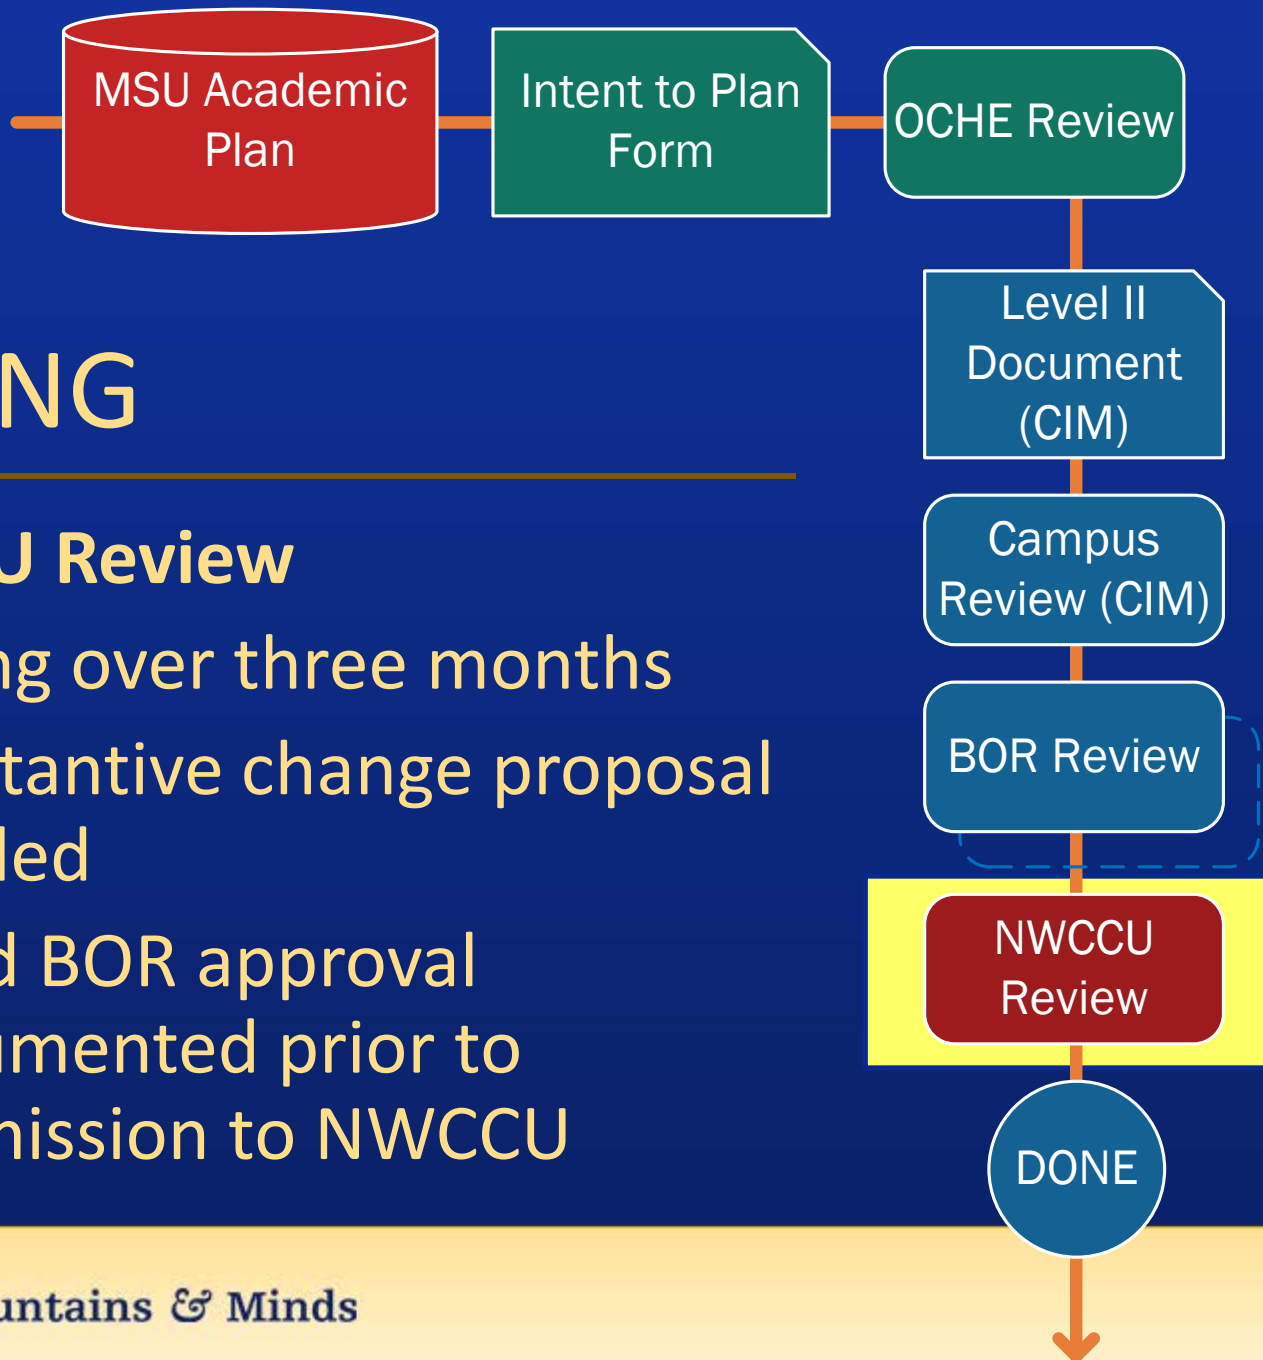 MSU Academic
Plan
Intent to Plan
Form
OCHE Review
Level II
Document
(CIM)
Campus
Review (CIM)
BOR Review
NWCCU
Review
DONE
NG
U Review
ng over three months
tantive change proposal
led
d BOR approval
umented prior to
nission to NWCCU
untains & Minds